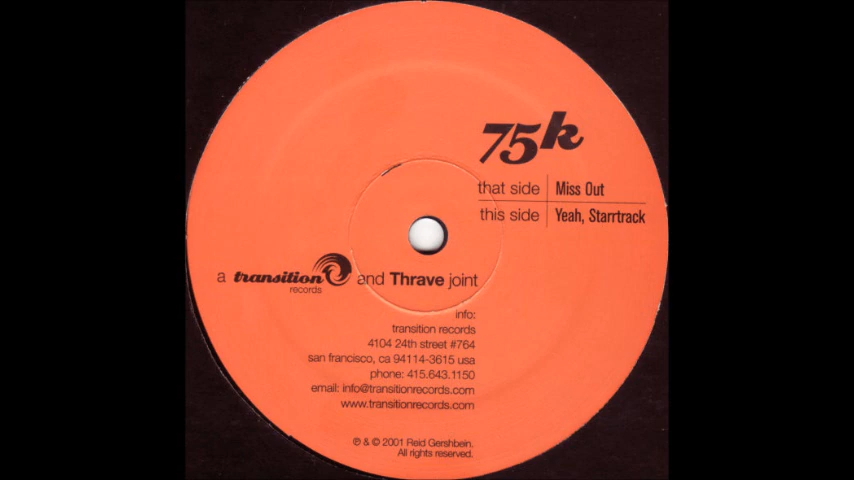 75k
that side | Miss Out
this side | Yeah, Starrtrack
a transition records and Thrave joint
info:
transition records
4104 24th street #764
san francisco, ca 94114-3615 usa
phone: 415.643.1150
email: info@transitionrecords.com
www.transitionrecords.com
℗ & © 2001 Reid Gershbein.
All rights reserved.